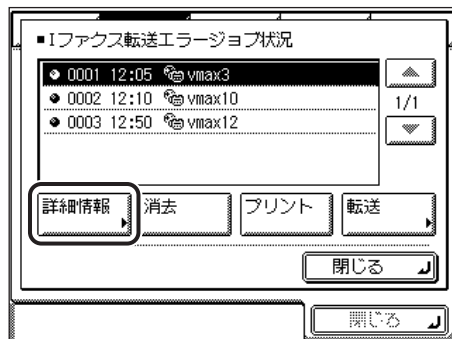 ■Iファクス転送エラージョブ状況
0001 12:05 vmax3
0002 12:10 vmax10
0003 12:50 vmax12
1/1
詳細情報 消去 プリント 転送
閉じる
閉じる